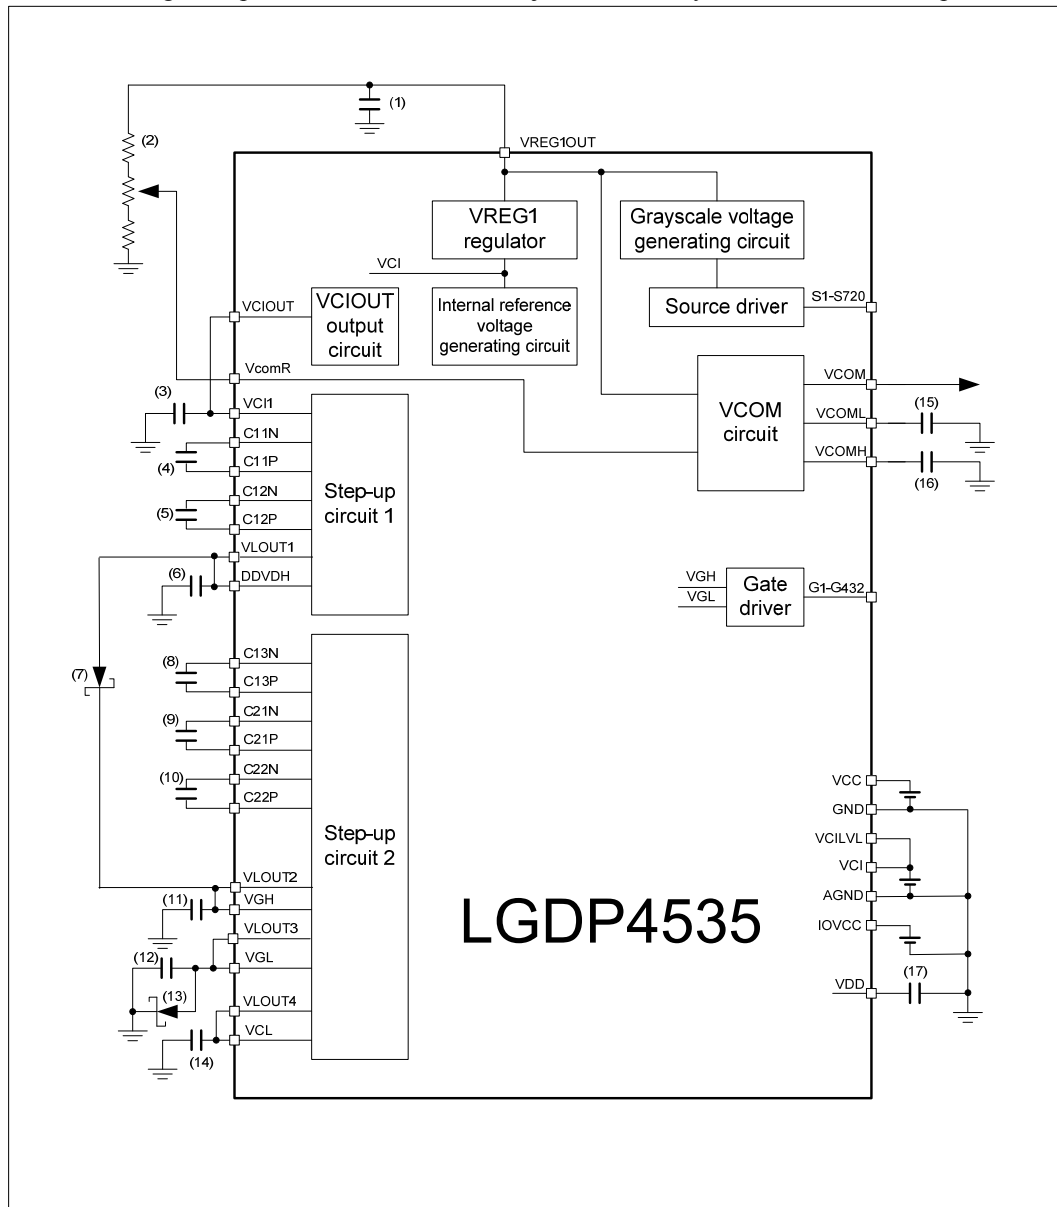 (1)
(2)
VREG1OUT
VREG1
regulator
Grayscale voltage
generating circuit
VCI
VCIOUT
VCIOUT
output
circuit
Internal reference
voltage
generating circuit
Source driver
S1-S720
VcomR
VCOM
circuit
VCOM
VCOML
(15)
VCOMH
(16)
(3)
VCI1
C11N
(4)
C11P
C12N
(5)
C12P
Step-up
circuit 1
VLOUT1
(6)
DDVDH
VGH
VGL
Gate
driver
G1-G432
(7)
(8)
C13N
C13P
(9)
C21N
C21P
(10)
C22N
C22P
Step-up
circuit 2
VLOUT2
(11)
VGH
VLOUT3
(12)
VGL
(13)
VLOUT4
VCL
(14)
LGDP4535
VCC
GND
VCILVL
VCI
AGND
IOVCC
(17)
VDD